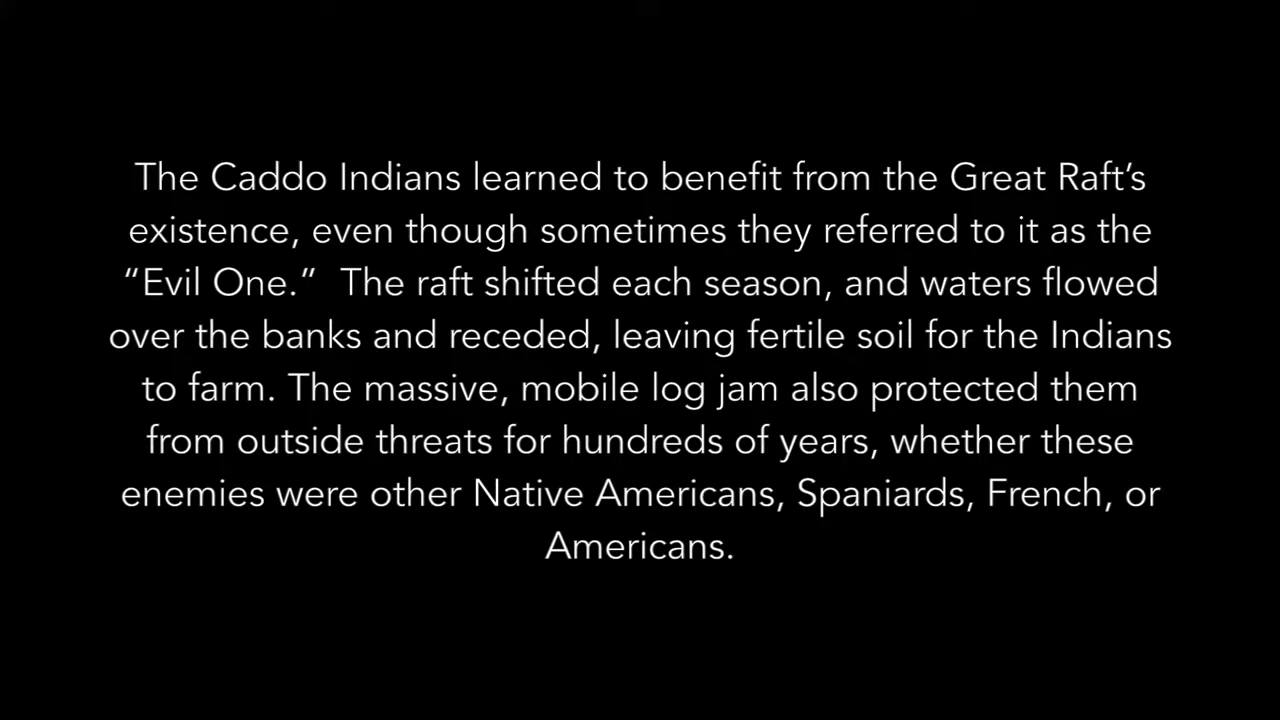 The Caddo Indians learned to benefit from the Great Raft’s
existence, even though sometimes they referred to it as the
“Evil One.”  The raft shifted each season, and waters flowed
over the banks and receded, leaving fertile soil for the Indians
to farm. The massive, mobile log jam also protected them
from outside threats for hundreds of years, whether these
enemies were other Native Americans, Spaniards, French, or
Americans.